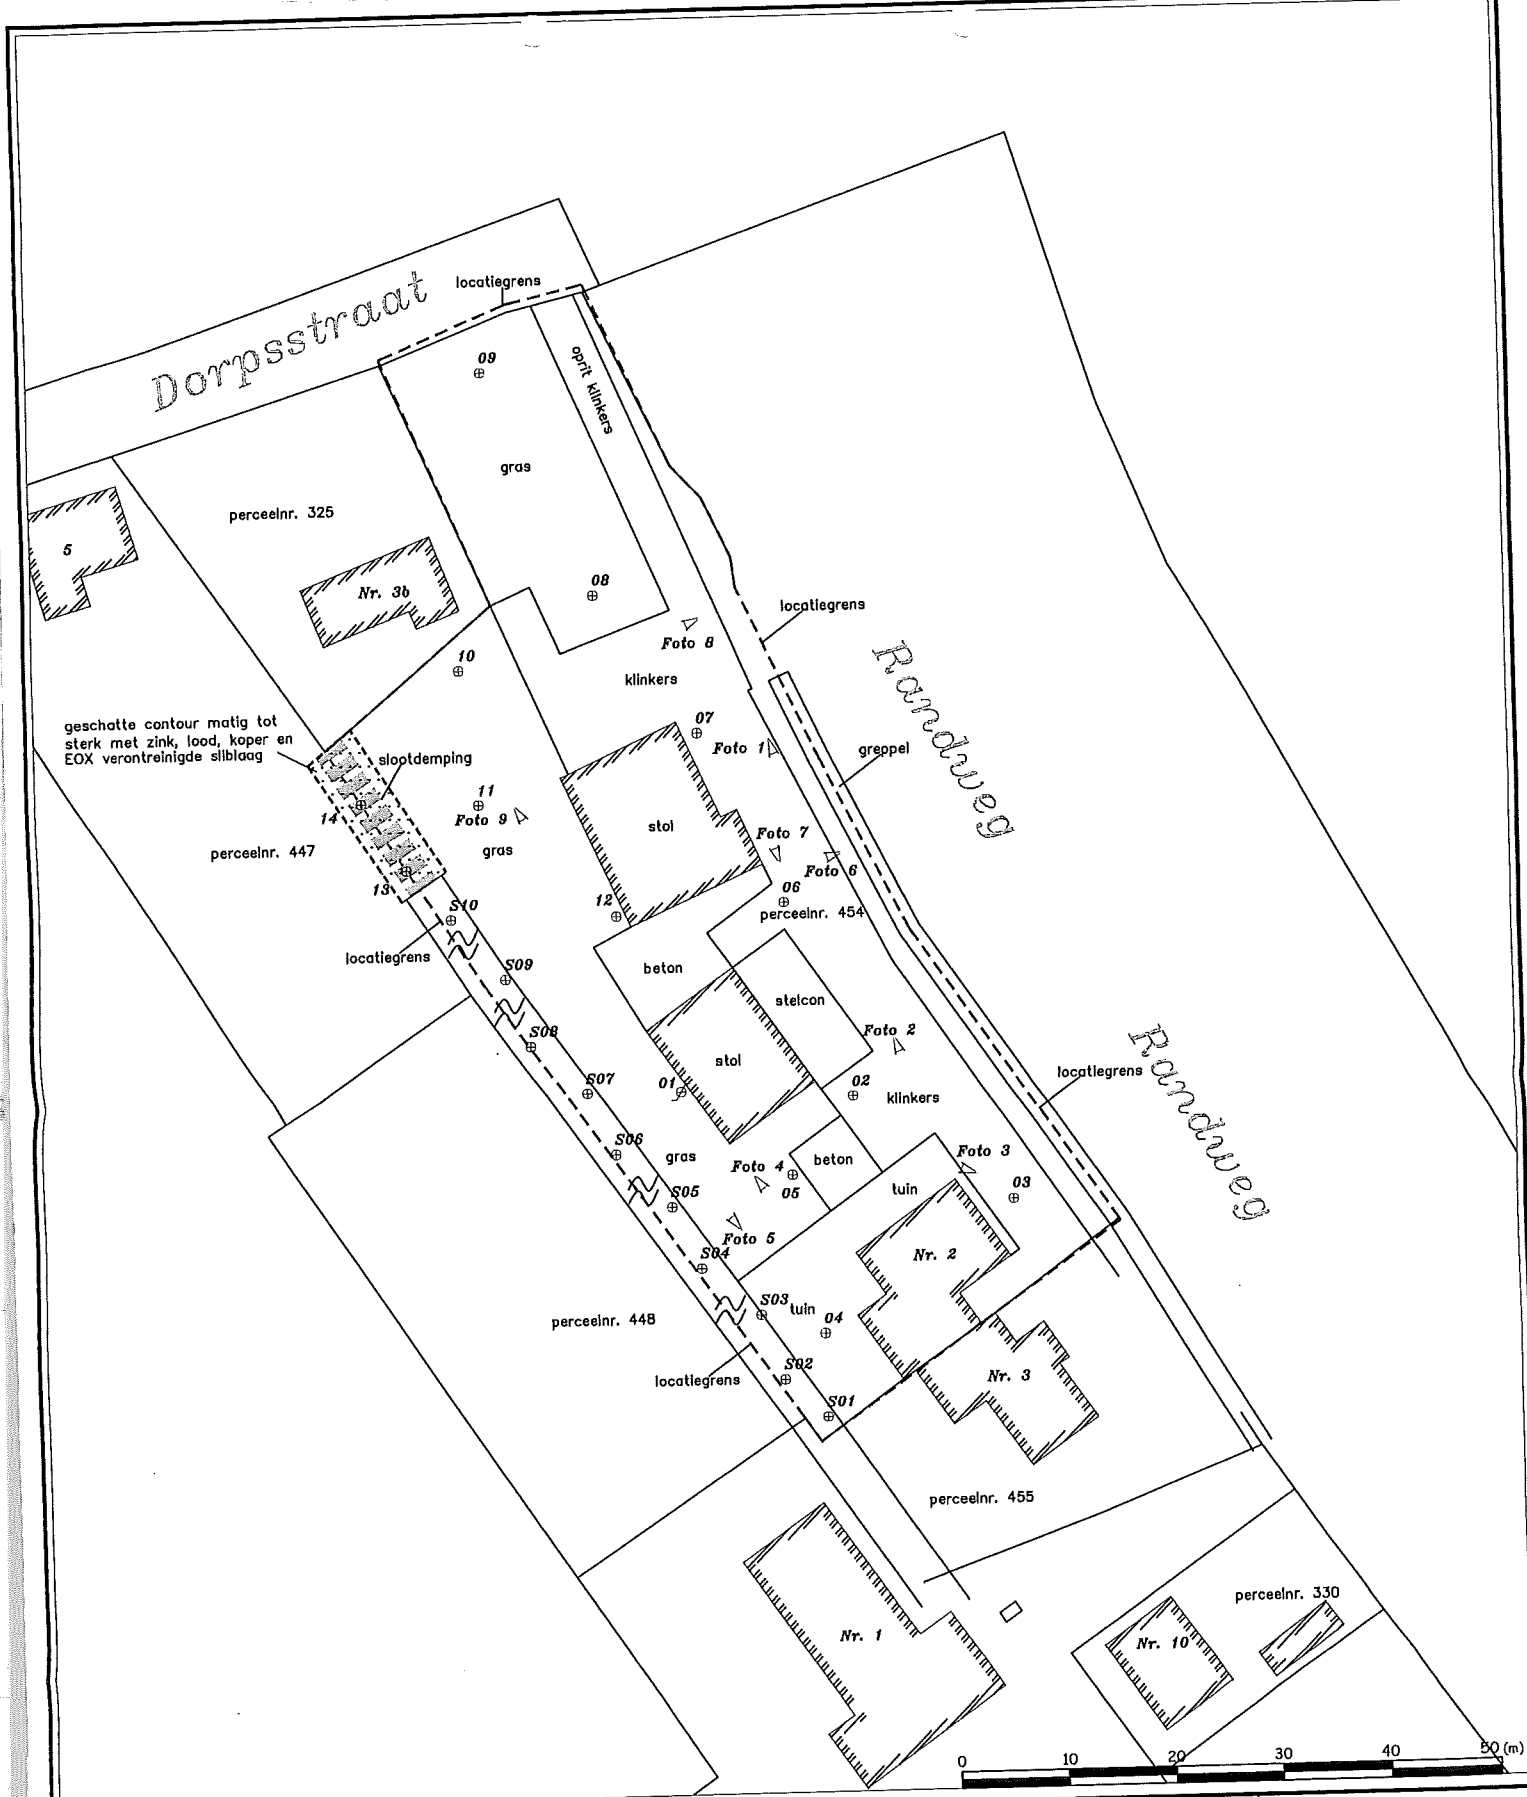 locatiegrens
Dorpsstraat
09
oprit klinkers
gras
perceelnr. 325
5
Nr. 3b
08
locatiegrens
Foto 8
10
klinkers
Randweg
geschatte contour matig tot
sterk met zink, lood, koper en
EOX verontreinigde sliblaag
slootdemping
07
Foto 1
greppel
11
Foto 9
14
stal
Foto 7
gras
perceelnr. 447
Foto 6
13
06
12
S10
perceelnr. 454
locatiegrens
S09
beton
stelcon
S08
Foto 2
stal
Randweg
locatiegrens
S07
01
02
klinkers
S06
gras
Foto 4
beton
Foto 3
03
S05
05
tuin
Foto 5
S04
Nr. 2
S03
tuin
04
perceelnr. 448
S02
locatiegrens
Nr. 3
S01
perceelnr. 455
perceelnr. 330
Nr. 1
Nr. 10
0 10 20 30 40 50 (m)